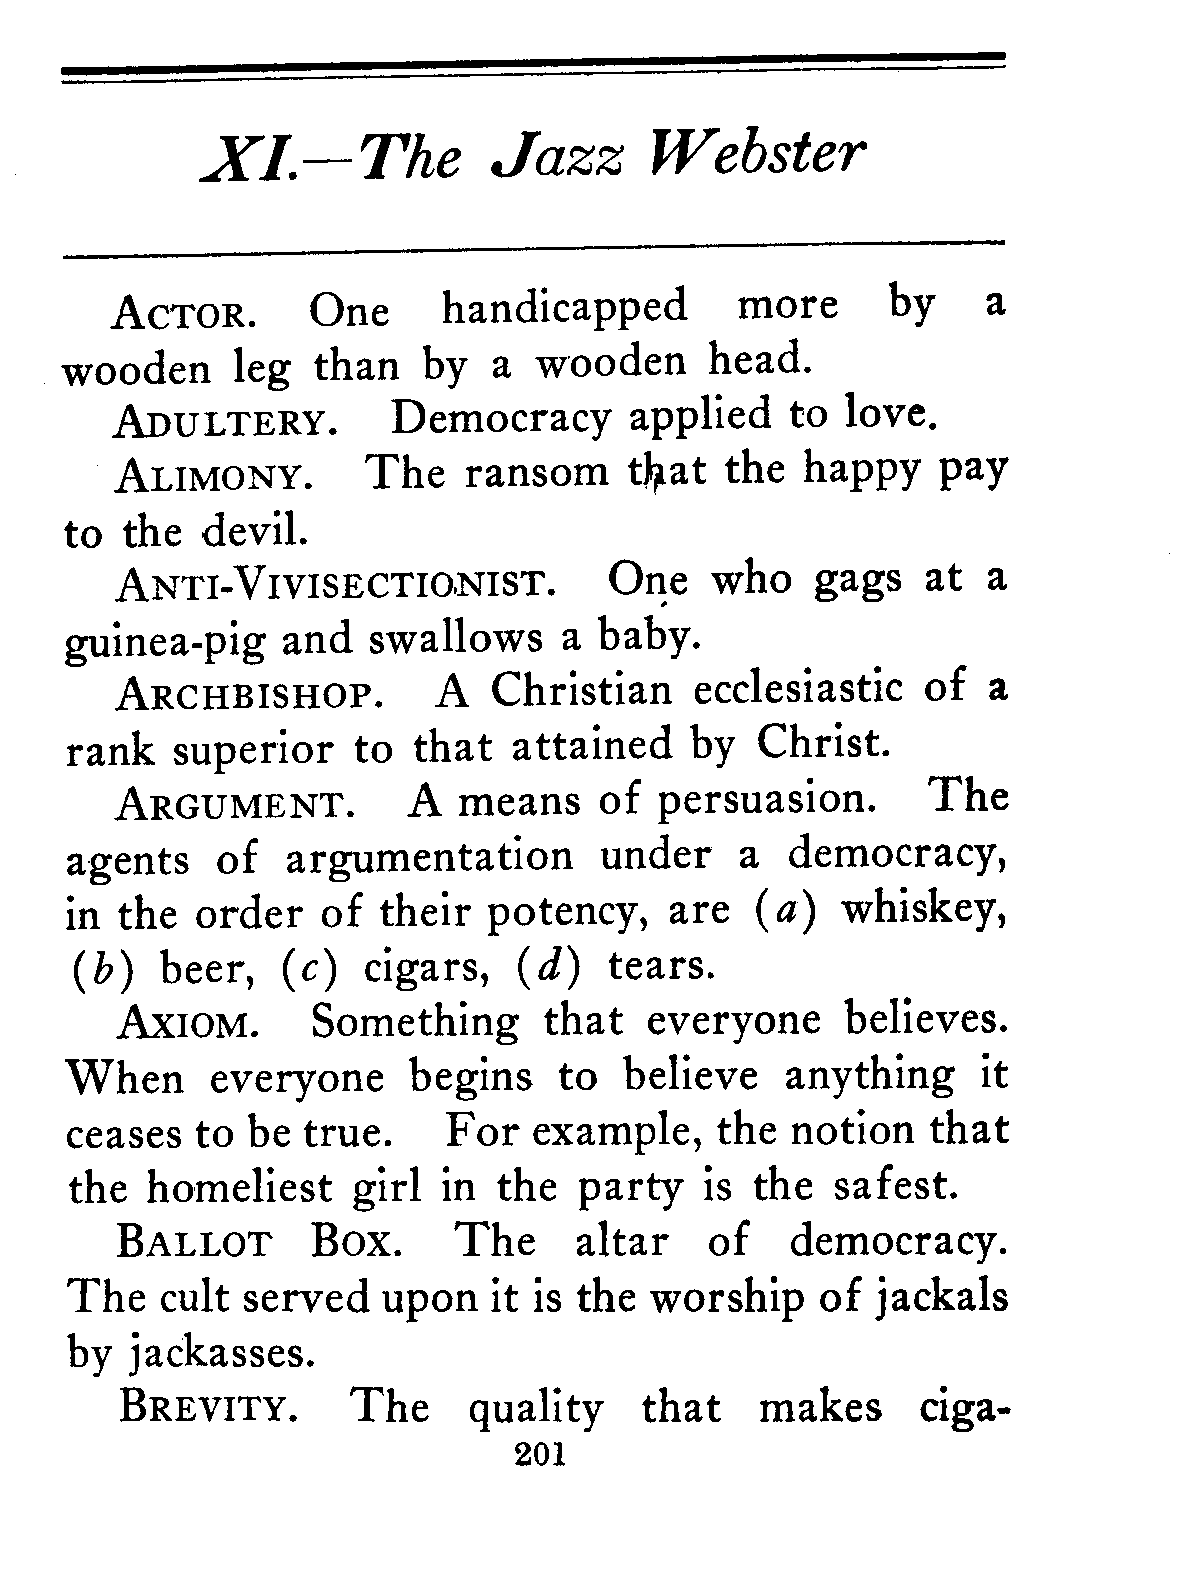 XI.—The Jazz Webster
ACTOR. One handicapped more by a
wooden leg than by a wooden head.
ADULTERY. Democracy applied to love.
ALIMONY. The ransom that the happy pay
to the devil.
ANTI-VIVISECTIONIST. One who gags at a
guinea-pig and swallows a baby.
ARCHBISHOP. A Christian ecclesiastic of a
rank superior to that attained by Christ.
ARGUMENT. A means of persuasion. The
agents of argumentation under a democracy,
in the order of their potency, are (a) whiskey,
(b) beer, (c) cigars, (d) tears.
AXIOM. Something that everyone believes.
When everyone begins to believe anything it
ceases to be true. For example, the notion that
the homeliest girl in the party is the safest.
BALLOT BOX. The altar of democracy.
The cult served upon it is the worship of jackals
by jackasses.
BREVITY. The quality that makes ciga-
201